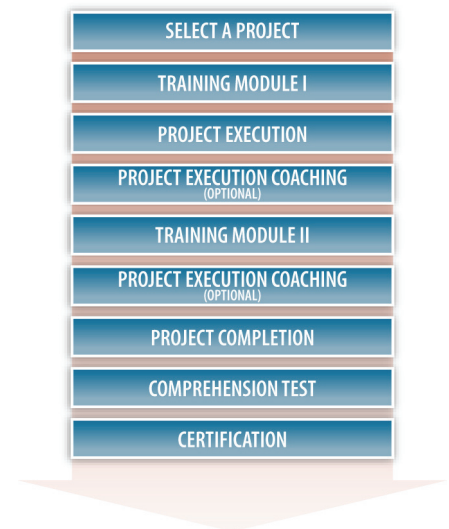 SELECT A PROJECT
TRAINING MODULE I
PROJECT EXECUTION
PROJECT EXECUTION COACHING
(OPTIONAL)
TRAINING MODULE II
PROJECT EXECUTION COACHING
(OPTIONAL)
PROJECT COMPLETION
COMPREHENSION TEST
CERTIFICATION